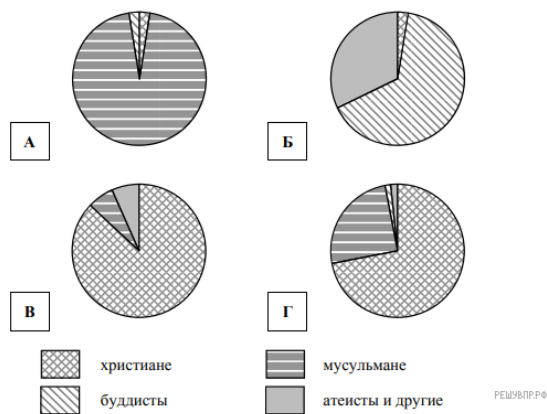 А
Б
В
Г
христиане
мусульмане
буддисты
атеисты и другие
РЕШУВПР.РФ